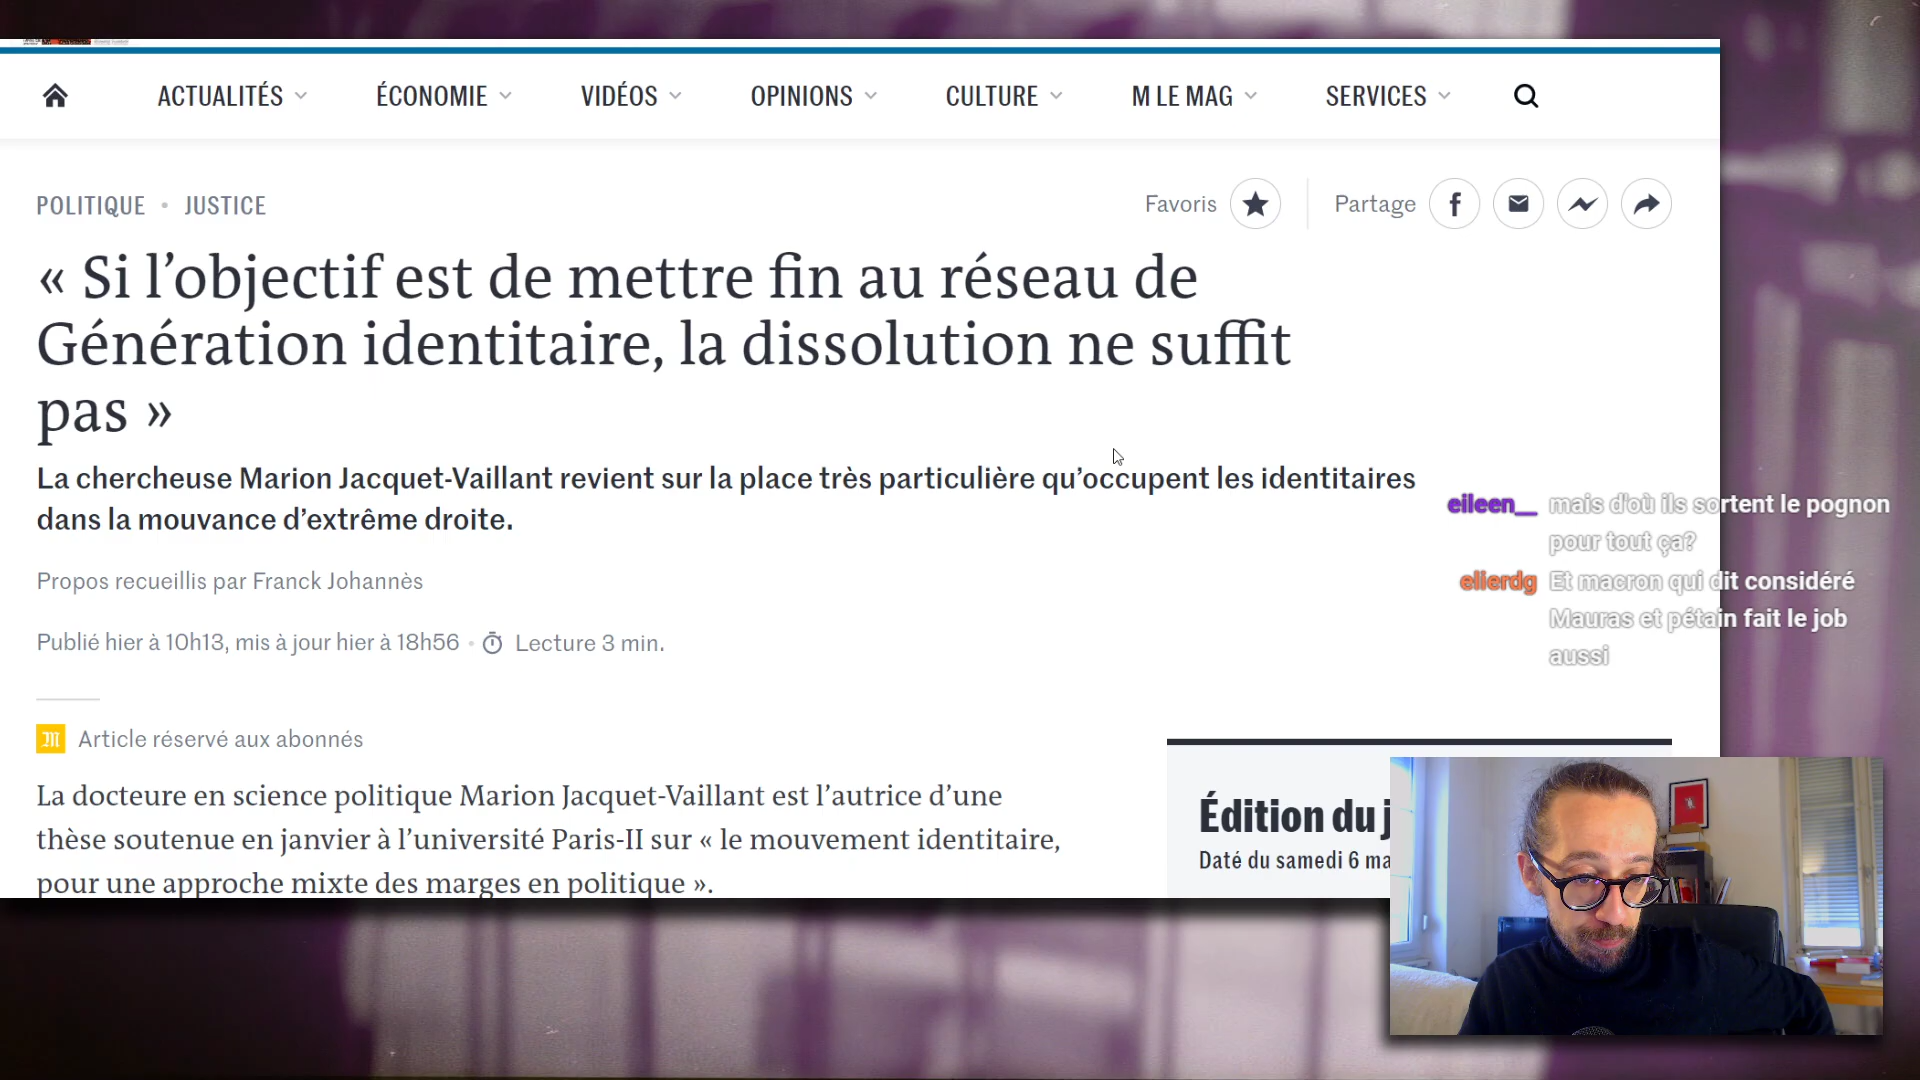 ACTUALITÉS ÉCONOMIE VIDÉOS OPINIONS CULTURE M LE MAG SERVICES
POLITIQUE • JUSTICE
Favoris Partage
« Si l’objectif est de mettre fin au réseau de
Génération identitaire, la dissolution ne suffit
pas »
La chercheuse Marion Jacquet-Vaillant revient sur la place très particulière qu’occupent les identitaires
dans la mouvance d’extrême droite.
Propos recueillis par Franck Johannès
Publié hier à 10h13, mis à jour hier à 18h56 • Lecture 3 min.
Article réservé aux abonnés
La docteure en science politique Marion Jacquet-Vaillant est l’autrice d’une
thèse soutenue en janvier à l’université Paris-II sur « le mouvement identitaire,
pour une approche mixte des marges en politique ».
eileen__ mais d'où ils sortent le pognon
pour tout ça?
elierdg Et macron qui dit considéré
Mauras et pétain fait le job
aussi
Édition du j
Daté du samedi 6 ma